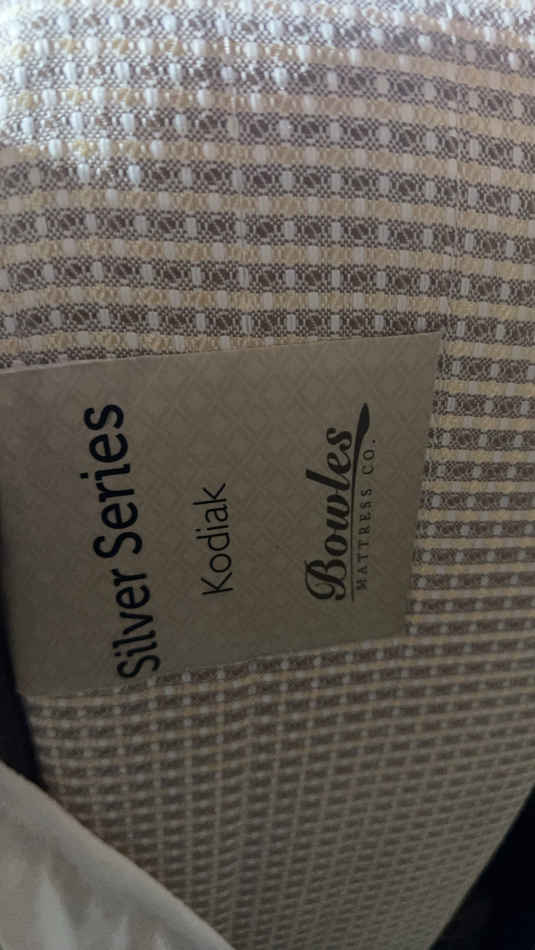 Silver Series
Kodiak
Bowles
MATTRESS CO.